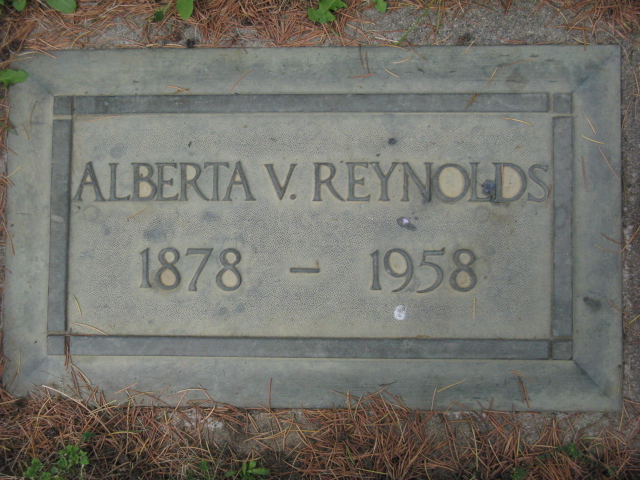 ALBERTA V. REYNOLDS
1878 - 1958